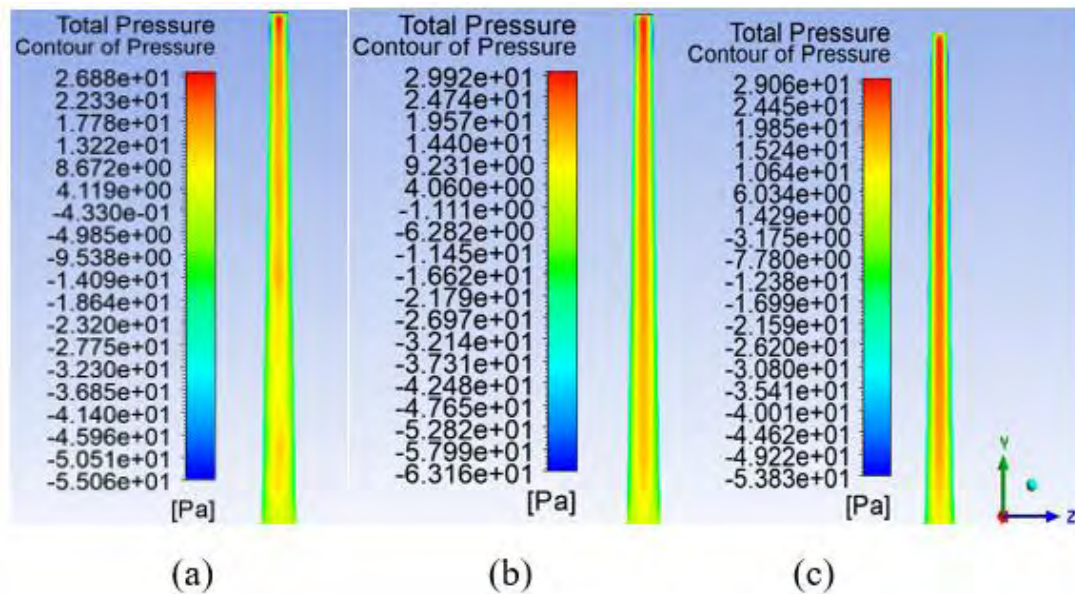 Total Pressure
Contour of Pressure
2.688e+01
2.233e+01
1.778e+01
1.322e+01
8.672e+00
4.119e+00
-4.330e-01
-4.985e+00
-9.538e+00
-1.409e+01
-1.864e+01
-2.320e+01
-2.775e+01
-3.230e+01
-3.685e+01
-4.140e+01
-4.596e+01
-5.051e+01
-5.506e+01
[Pa]
(a)
Total Pressure
Contour of Pressure
2.992e+01
2.474e+01
1.957e+01
1.440e+01
9.231e+00
4.060e+00
-1.111e+00
-6.282e+00
-1.145e+01
-1.662e+01
-2.179e+01
-2.697e+01
-3.214e+01
-3.731e+01
-4.248e+01
-4.765e+01
-5.282e+01
-5.799e+01
-6.316e+01
[Pa]
(b)
Total Pressure
Contour of Pressure
2.906e+01
2.445e+01
1.985e+01
1.524e+01
1.064e+01
6.034e+00
1.429e+00
-3.175e+00
-7.780e+00
-1.238e+01
-1.699e+01
-2.159e+01
-2.620e+01
-3.080e+01
-3.541e+01
-4.001e+01
-4.462e+01
-4.922e+01
-5.383e+01
[Pa]
Y
Z
(c)